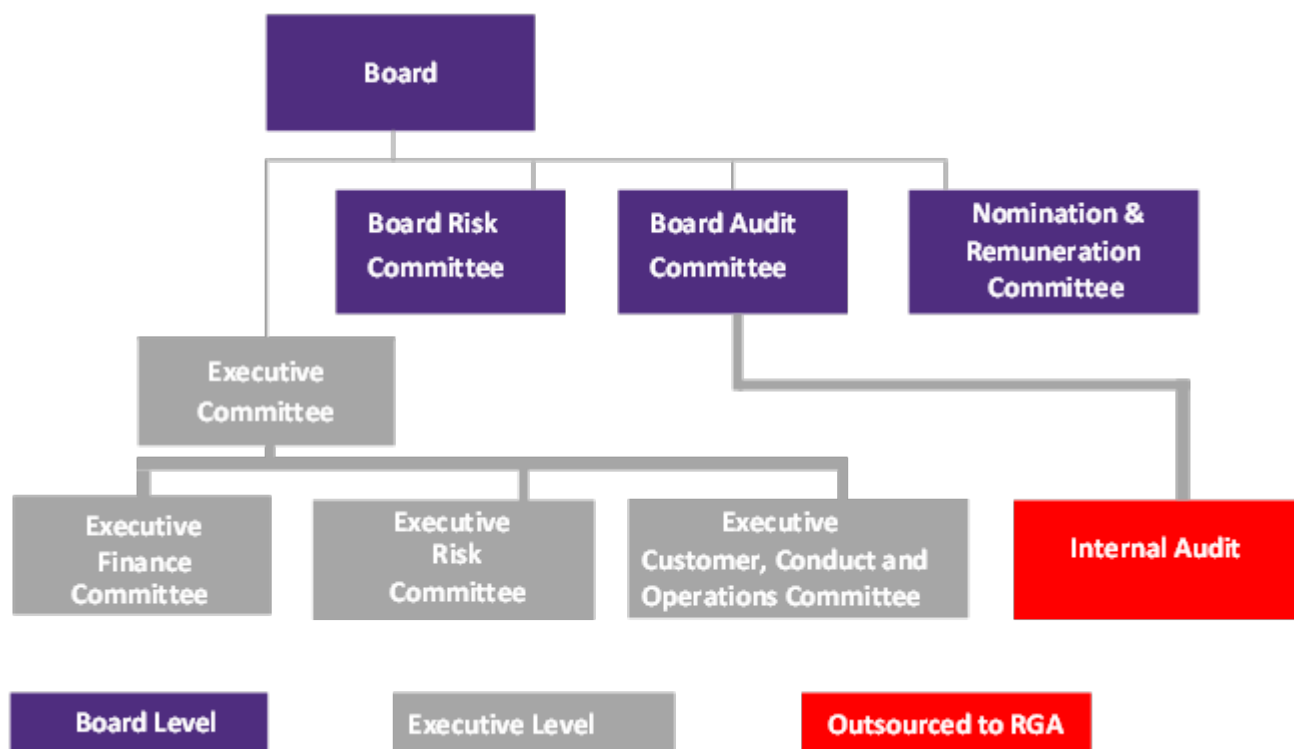 Board
Board Risk
Committee
Board Audit
Committee
Nomination &
Remuneration
Committee
Executive
Committee
Executive
Finance
Committee
Executive
Risk
Committee
Executive
Customer, Conduct and
Operations Committee
Internal Audit
Board Level
Executive Level
Outsourced to RGA